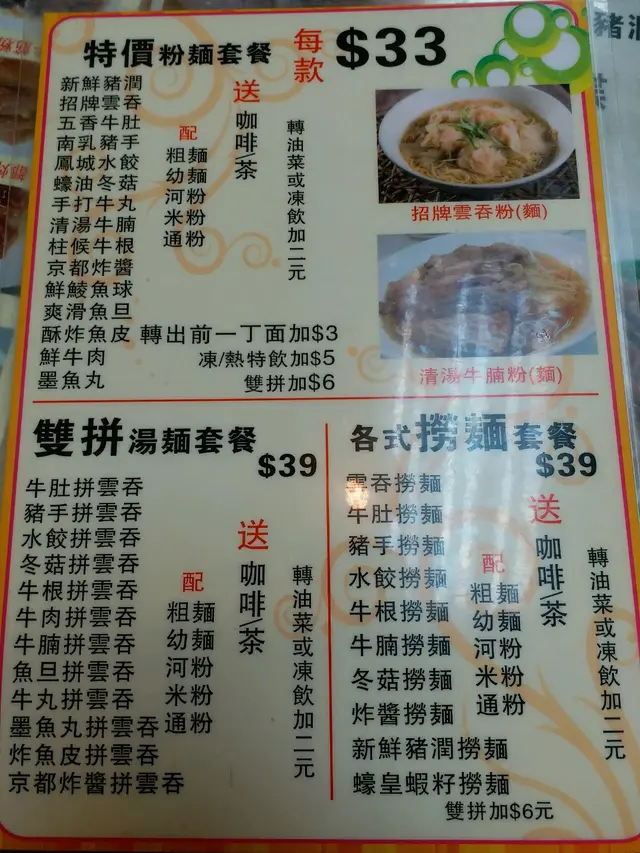 特價粉麵套餐
每款
$33
新鮮豬潤
招牌雲吞
五香牛肚
南乳豬手
鳳城水餃
蠔油冬菇
手打牛丸
清湯牛腩
柱候牛根
京都炸醬
鮮鯪魚球
爽滑魚旦
酥炸魚皮
鮮牛肉
墨魚丸
配
粗麵
幼麵
河粉
米粉
通粉
送
咖啡/茶
轉油菜或凍飲加二元
轉出前一丁面加$3
凍/熱特飲加$5
雙拼加$6
招牌雲吞粉(麵)
清湯牛腩粉(麵)
雙拼湯麵套餐
$39
牛肚拼雲吞
豬手拼雲吞
水餃拼雲吞
冬菇拼雲吞
牛根拼雲吞
牛肉拼雲吞
牛腩拼雲吞
魚旦拼雲吞
牛丸拼雲吞
墨魚丸拼雲吞
炸魚皮拼雲吞
京都炸醬拼雲吞
配
粗麵
幼麵
河粉
米粉
通粉
送
咖啡/茶
轉油菜或凍飲加二元
各式撈麵套餐
$39
雲吞撈麵
牛肚撈麵
豬手撈麵
水餃撈麵
牛根撈麵
牛腩撈麵
冬菇撈麵
炸醬撈麵
新鮮豬潤撈麵
蠔皇蝦籽撈麵
配
粗麵
幼麵
河粉
米粉
通粉
送
咖啡/茶
轉油菜或凍飲加二元
雙拼加$6元